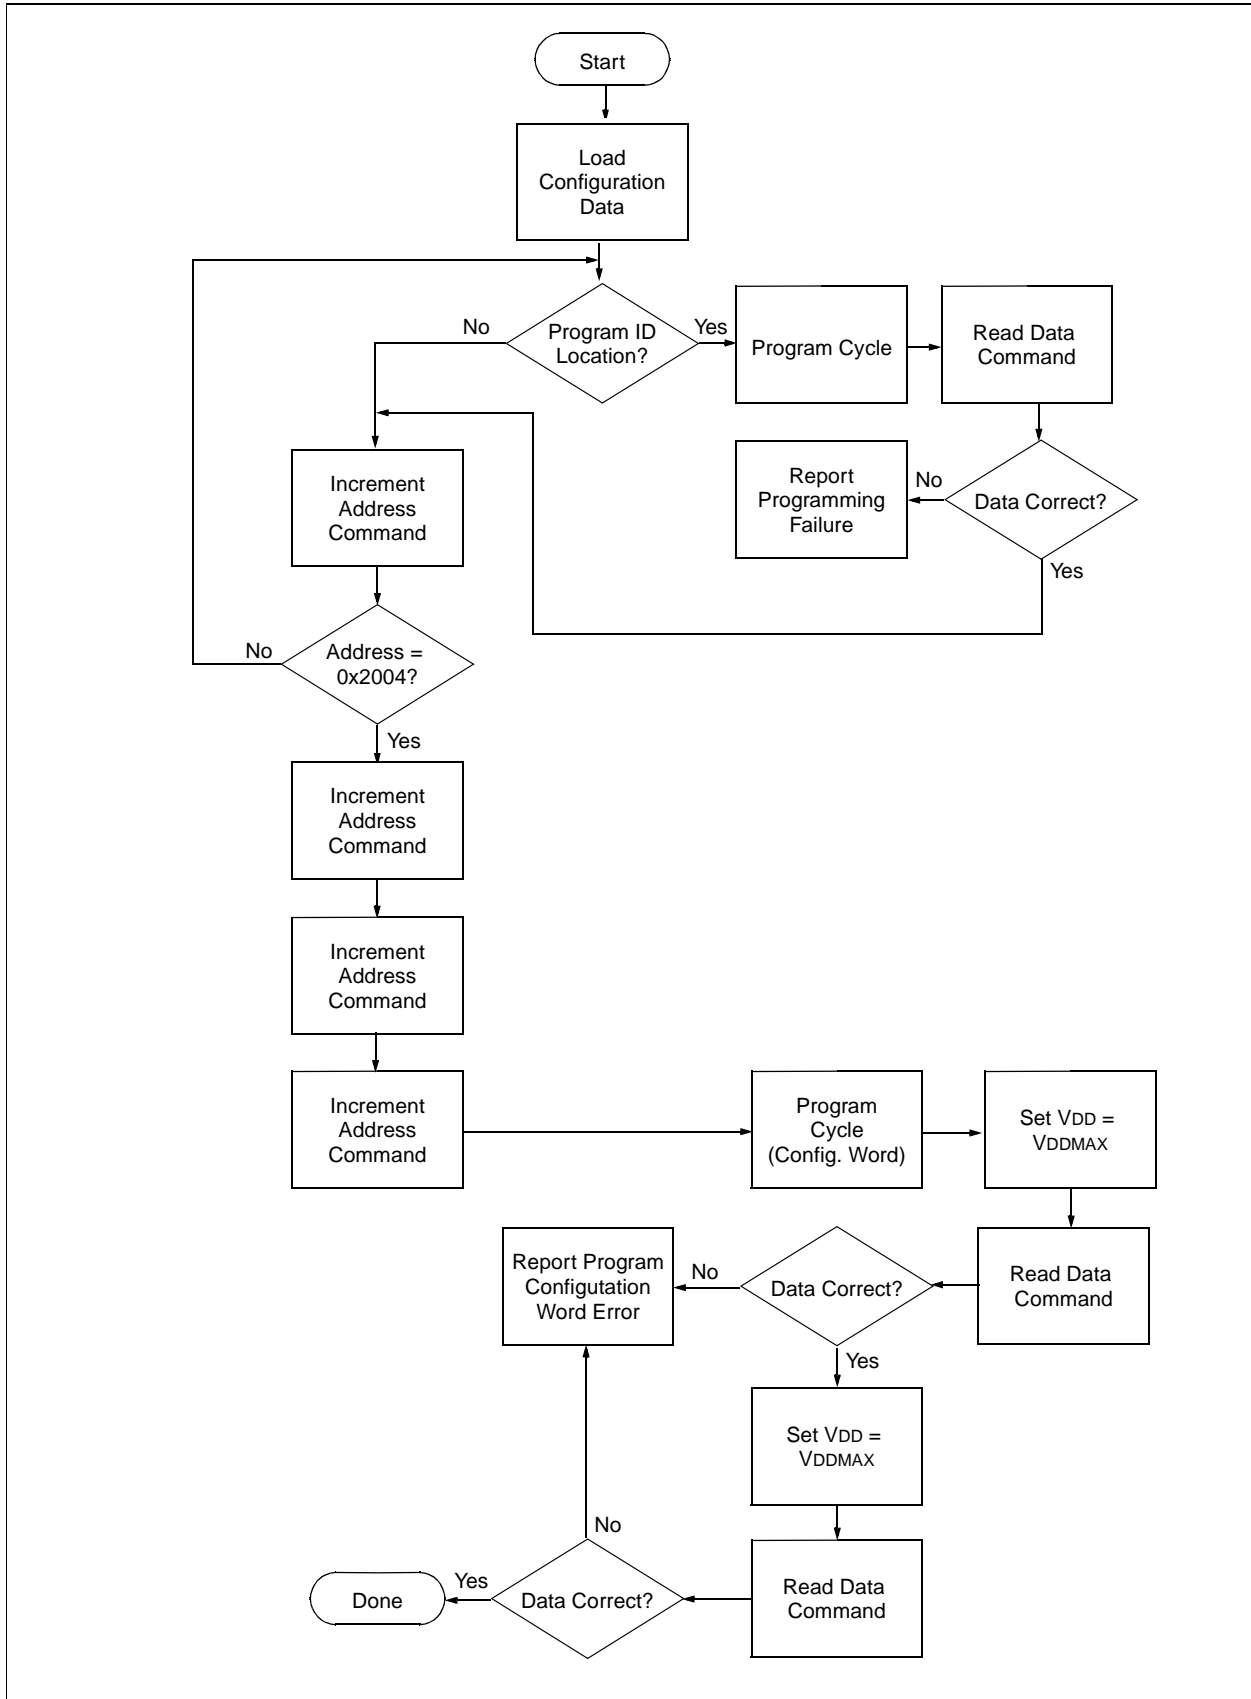 Start
Load
Configuration
Data
No
Program ID
Location?
Yes
Program Cycle
Read Data
Command
Increment
Address
Command
Report
Programming
Failure
No
Data Correct?
Yes
No
Address =
0x2004?
Yes
Increment
Address
Command
Increment
Address
Command
Increment
Address
Command
Program
Cycle
(Config. Word)
Set VDD =
VDDMAX
Report Program
Configutation
Word Error
No
Data Correct?
Read Data
Command
Yes
Set VDD =
VDDMAX
No
Done
Yes
Data Correct?
Read Data
Command